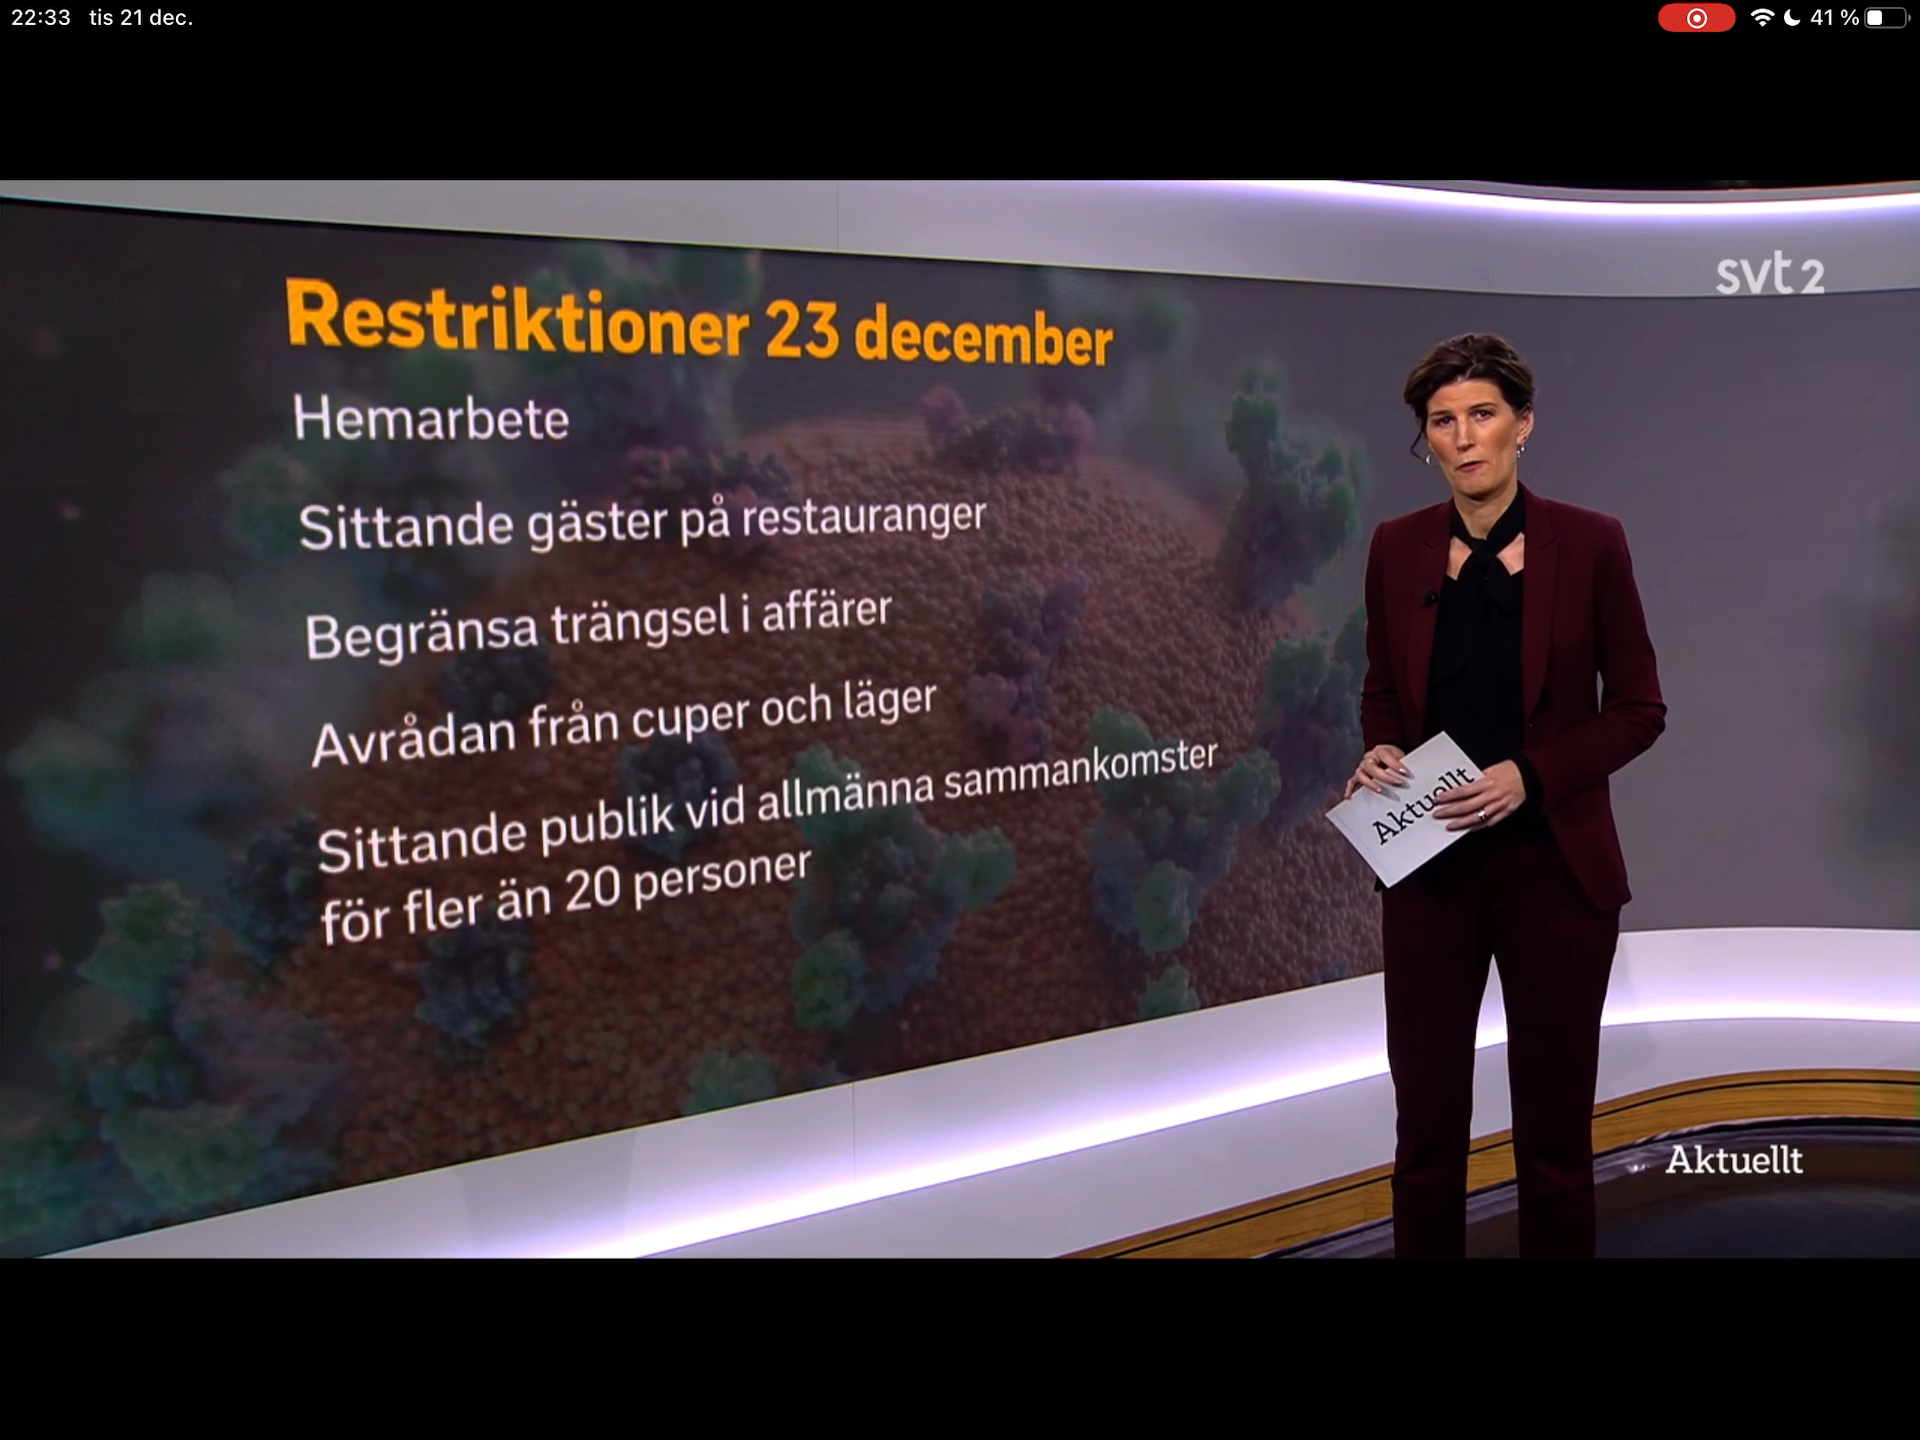 22:33 tis 21 dec.
41 %
svt2
Restriktioner 23 december
Hemarbete
Sittande gäster på restauranger
Begränsa trängsel i affärer
Avrådan från cuper och läger
Sittande publik vid allmänna sammankomster
för fler än 20 personer
Aktuellt
Aktuellt